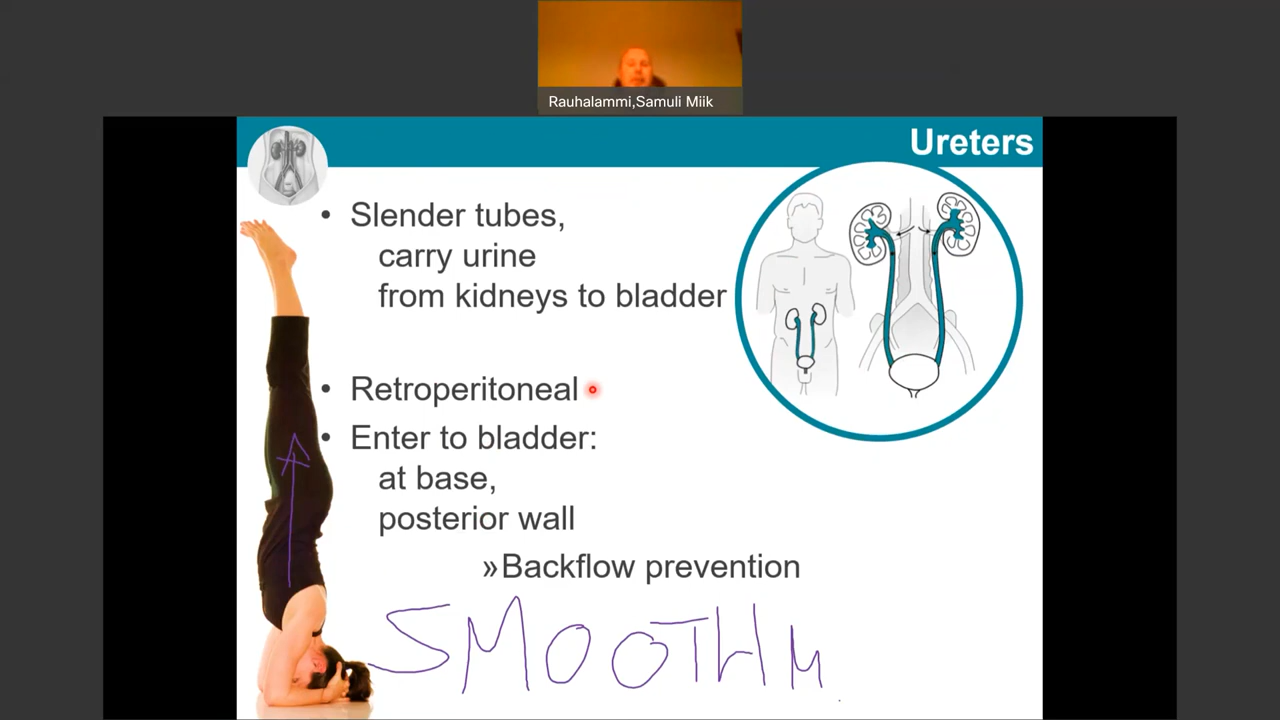 Rauhalammi,Samuli Miik
Ureters
• Slender tubes,
carry urine
from kidneys to bladder
• Retroperitoneal
• Enter to bladder:
at base,
posterior wall
»Backflow prevention
SMOOTH M